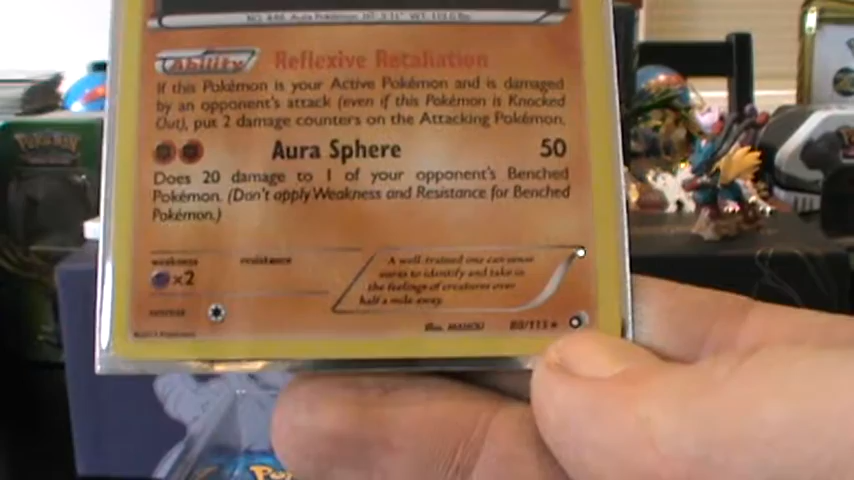 NO. 448 Aura Pokémon HT: 3'11" WT: 119.0 lbs.
Ability Reflexive Retaliation
If this Pokémon is your Active Pokémon and is damaged
by an opponent's attack (even if this Pokémon is Knocked
Out), put 2 damage counters on the Attacking Pokémon.
Aura Sphere 50
Does 20 damage to 1 of your opponent's Benched
Pokémon. (Don't apply Weakness and Resistance for Benched
Pokémon.)
weakness resistance
×2
A well-trained one can sense
auras to identify and take in
the feelings of creatures over
half a mile away.
retreat
illus. MAHOU 80/113 ★
©2013 Pokémon
Pokémon